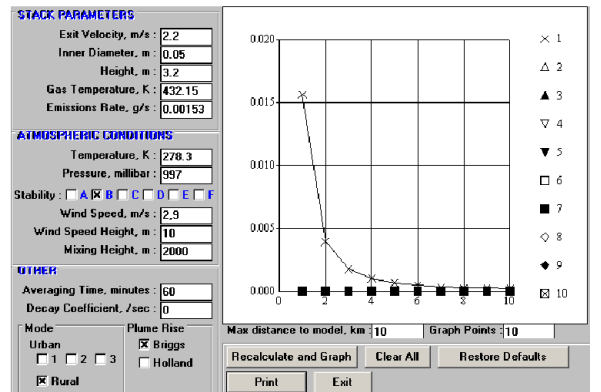 STACK PARAMETERS
Exit Velocity, m/s : 2.2
Inner Diameter, m : 0.05
Height, m : 3.2
Gas Temperature, K : 432.15
Emissions Rate, g/s : 0.00153
ATMOSPHERIC CONDITIONS
Temperature, K : 278.3
Pressure, millibar : 997
Stability : A B C D E F
Wind Speed, m/s : 2,9
Wind Speed Height, m : 10
Mixing Height, m : 2000
OTHER
Averaging Time, minutes : 60
Decay Coefficient, /sec : 0
Mode
Urban
1 2 3
Rural
Plume Rise
Briggs
Holland
0.020
0.015
0.010
0.005
0.000
0 2 4 6 8 10
1
2
3
4
5
6
7
8
9
10
Max distance to model, km : 10 Graph Points : 10
Recalculate and Graph Clear All Restore Defaults
Print Exit